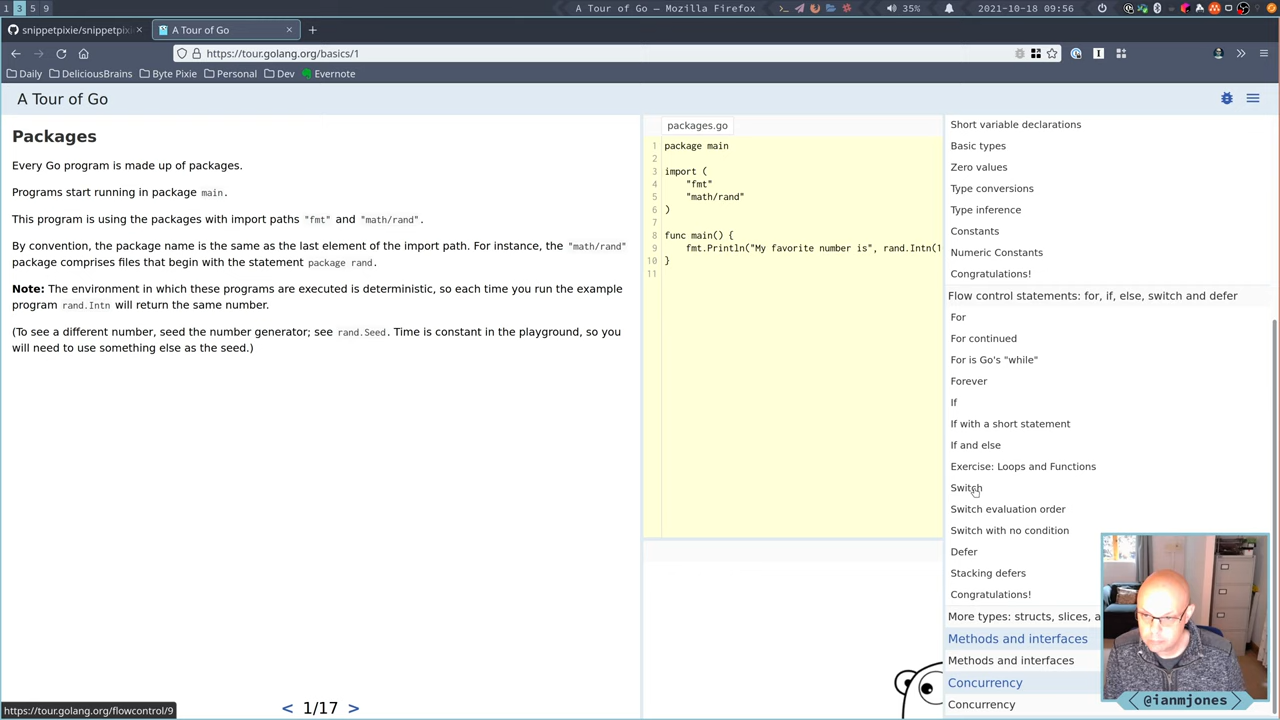 1 3 5 9
A Tour of Go — Mozilla Firefox
35%
2021-10-18 09:56
snippetpixie/snippetpixi
A Tour of Go
https://tour.golang.org/basics/1
Daily
DeliciousBrains
Byte Pixie
Personal
Dev
Evernote
A Tour of Go
Packages
Every Go program is made up of packages.
Programs start running in package main.
This program is using the packages with import paths "fmt" and "math/rand".
By convention, the package name is the same as the last element of the import path. For instance, the "math/rand"
package comprises files that begin with the statement package rand.
Note: The environment in which these programs are executed is deterministic, so each time you run the example
program rand.Intn will return the same number.
(To see a different number, seed the number generator; see rand.Seed. Time is constant in the playground, so you
will need to use something else as the seed.)
< 1/17 >
https://tour.golang.org/flowcontrol/9
packages.go
1 package main
2
3 import (
4 "fmt"
5 "math/rand"
6 )
7
8 func main() {
9 fmt.Println("My favorite number is", rand.Intn(1
10 }
11
Short variable declarations
Basic types
Zero values
Type conversions
Type inference
Constants
Numeric Constants
Congratulations!
Flow control statements: for, if, else, switch and defer
For
For continued
For is Go's "while"
Forever
If
If with a short statement
If and else
Exercise: Loops and Functions
Switch
Switch evaluation order
Switch with no condition
Defer
Stacking defers
Congratulations!
More types: structs, slices, a
Methods and interfaces
Methods and interfaces
Concurrency
Concurrency
@ianmjones